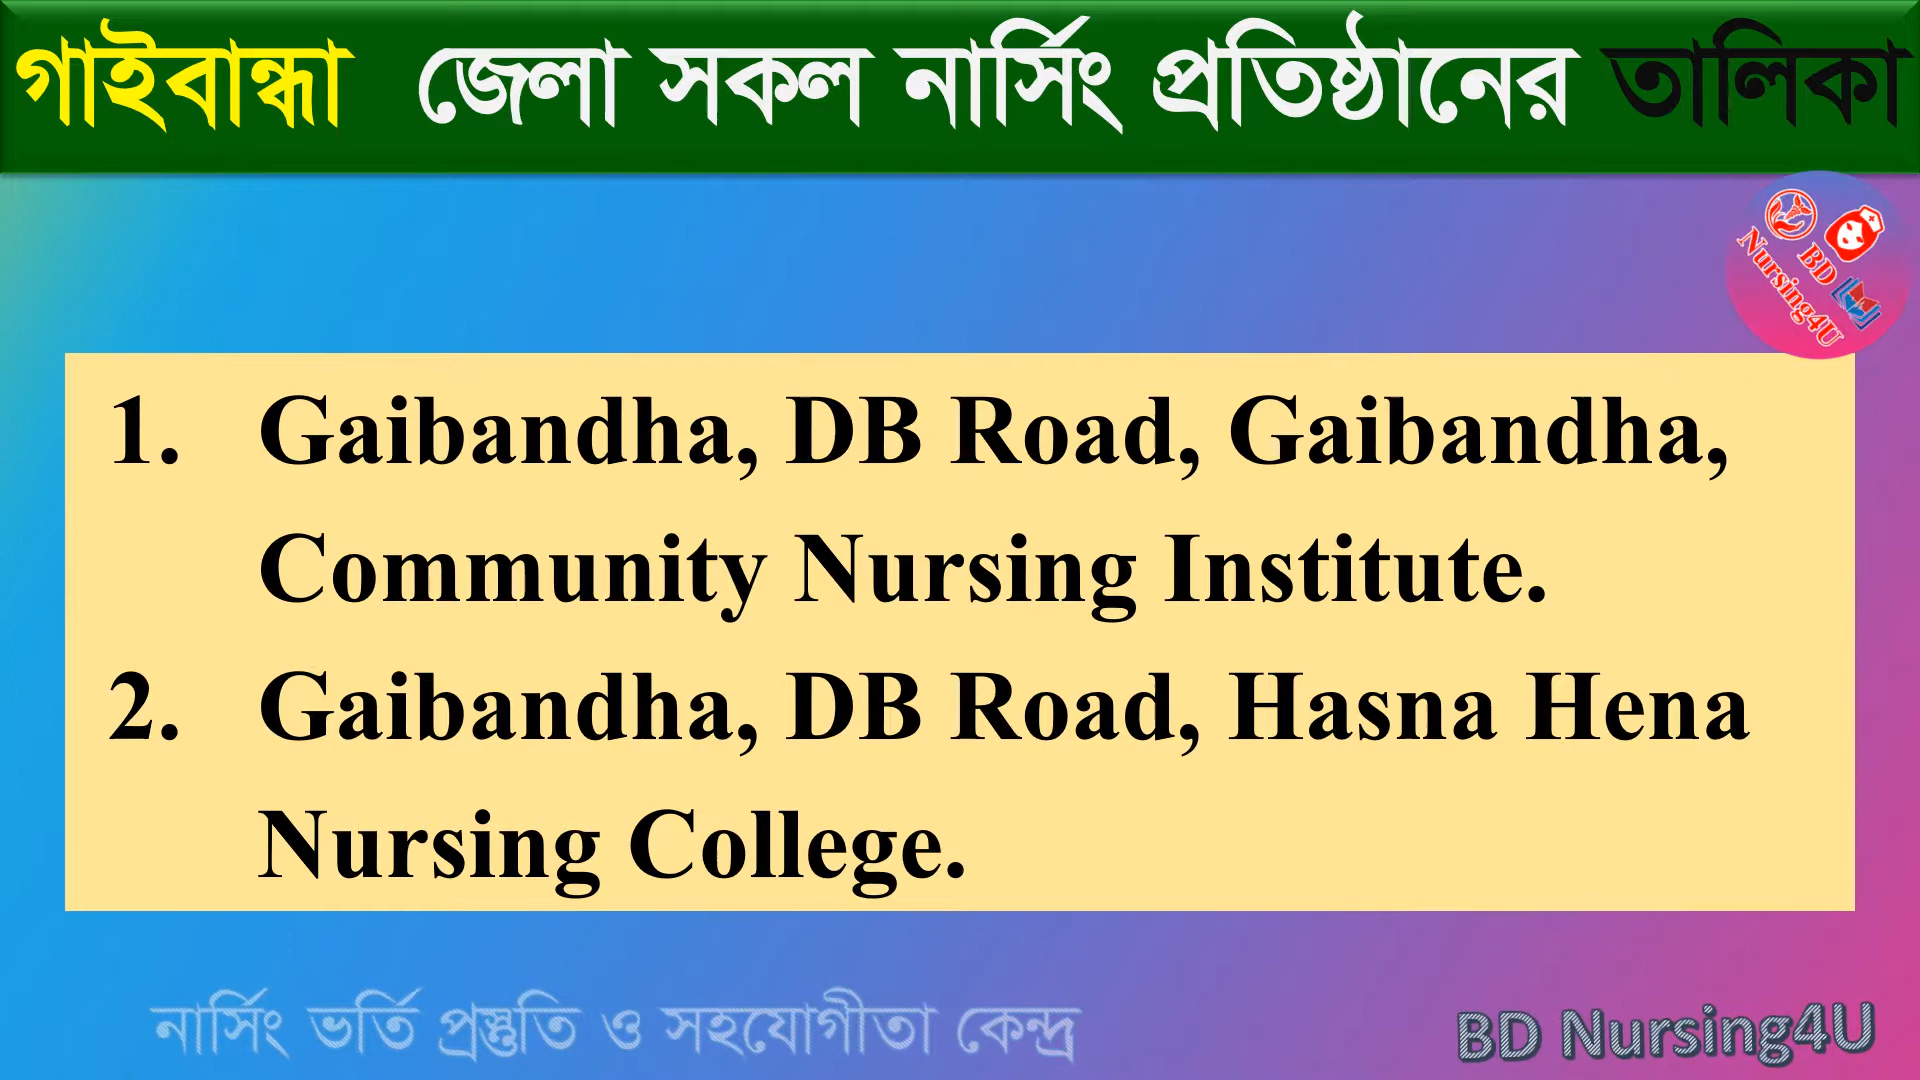 গাইবান্ধা জেলা সকল নার্সিং প্রতিষ্ঠানের তালিকা
BD
Nursing4U
1. Gaibandha, DB Road, Gaibandha,
Community Nursing Institute.
2. Gaibandha, DB Road, Hasna Hena
Nursing College.
নার্সিং ভর্তি প্রস্তুতি ও সহযোগীতা কেন্দ্র
BD Nursing4U